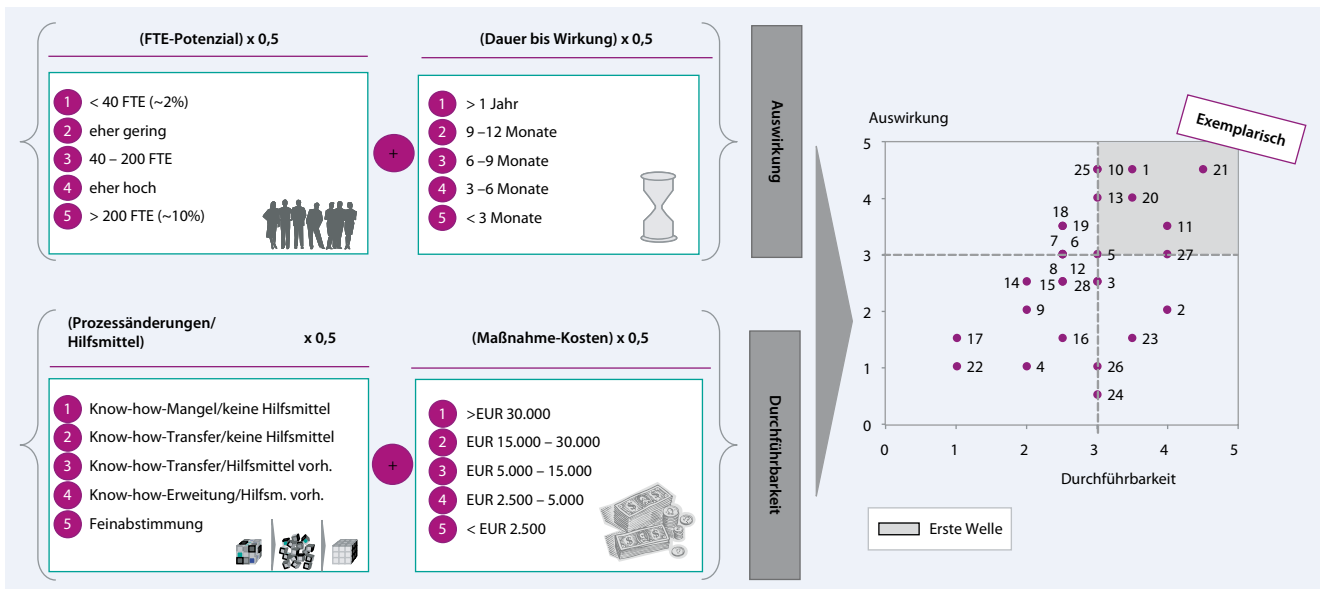 (FTE-Potenzial) x 0,5
1 < 40 FTE (~2%)
2 eher gering
3 40 – 200 FTE
4 eher hoch
5 > 200 FTE (~10%)
+
(Dauer bis Wirkung) x 0,5
1 > 1 Jahr
2 9 –12 Monate
3 6 –9 Monate
4 3 –6 Monate
5 < 3 Monate
Auswirkung
(Prozessänderungen/
Hilfsmittel) x 0,5
1 Know-how-Mangel/keine Hilfsmittel
2 Know-how-Transfer/keine Hilfsmittel
3 Know-how-Transfer/Hilfsmittel vorh.
4 Know-how-Erweitung/Hilfsm. vorh.
5 Feinabstimmung
+
(Maßnahme-Kosten) x 0,5
1 >EUR 30.000
2 EUR 15.000 – 30.000
3 EUR 5.000 – 15.000
4 EUR 2.500 – 5.000
5 < EUR 2.500
Durchführbarkeit
Auswirkung
Exemplarisch
5
25 10 1 21
4 13 20
18
19 11
7 6
3 5 27
8 12
14 15 28 3
2 9 2
17 16 23
1 22 4 26
24
0
0 1 2 3 4 5
Durchführbarkeit
Erste Welle